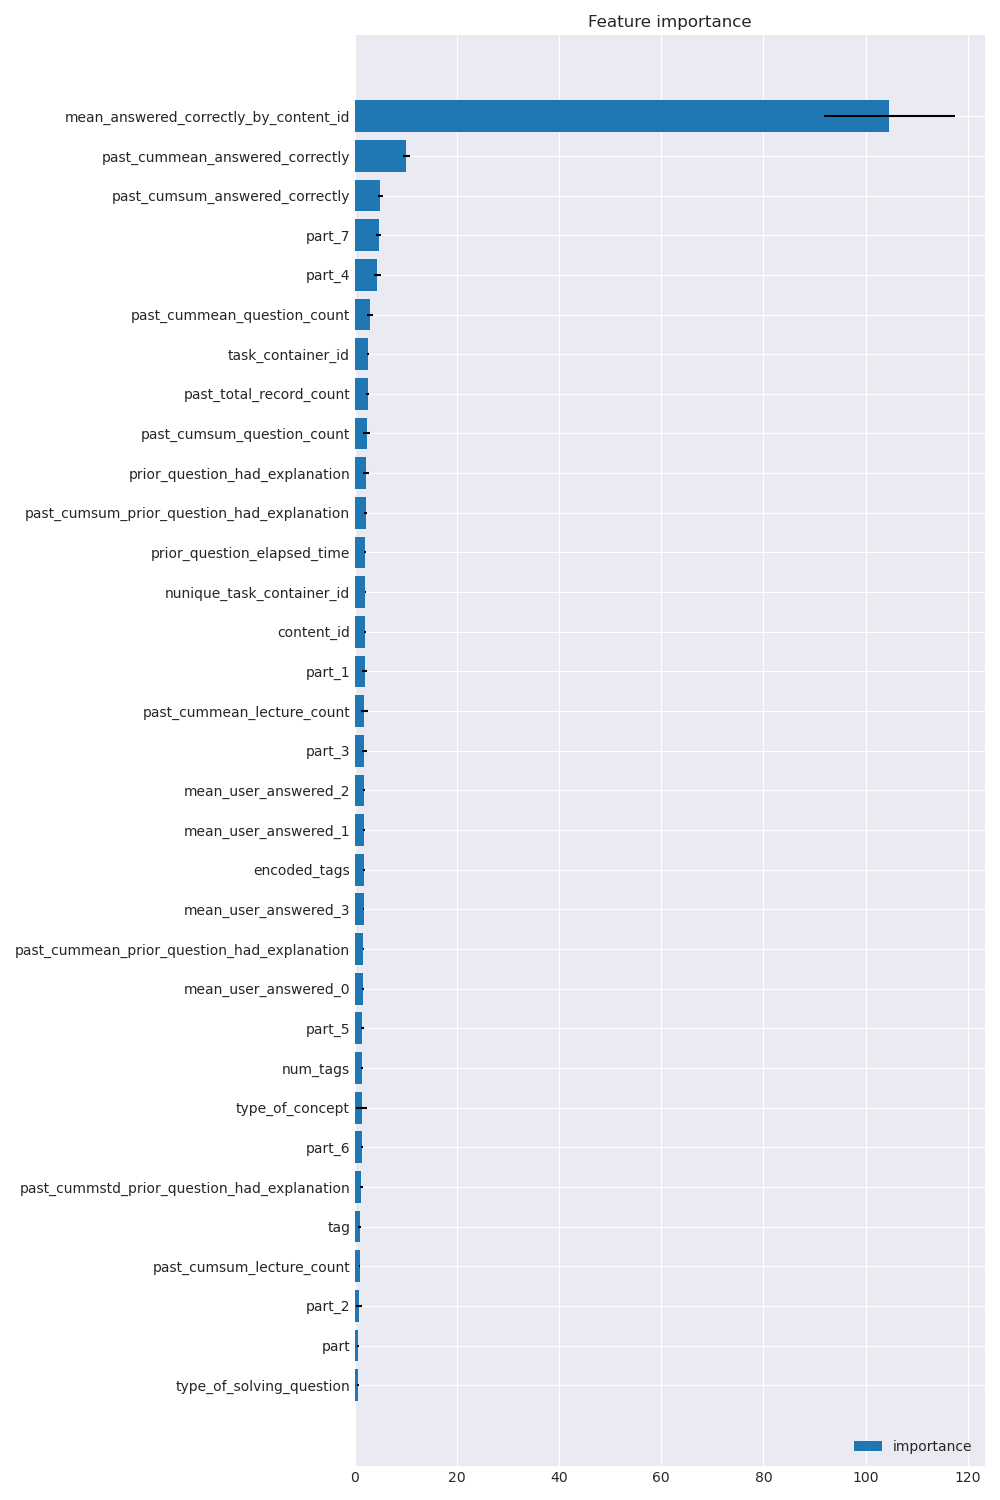 Feature importance
mean_answered_correctly_by_content_id
past_cummean_answered_correctly
past_cumsum_answered_correctly
part_7
part_4
past_cummean_question_count
task_container_id
past_total_record_count
past_cumsum_question_count
prior_question_had_explanation
past_cumsum_prior_question_had_explanation
prior_question_elapsed_time
nunique_task_container_id
content_id
part_1
past_cummean_lecture_count
part_3
mean_user_answered_2
mean_user_answered_1
encoded_tags
mean_user_answered_3
past_cummean_prior_question_had_explanation
mean_user_answered_0
part_5
num_tags
type_of_concept
part_6
past_cummstd_prior_question_had_explanation
tag
past_cumsum_lecture_count
part_2
part
type_of_solving_question
importance
0 20 40 60 80 100 120